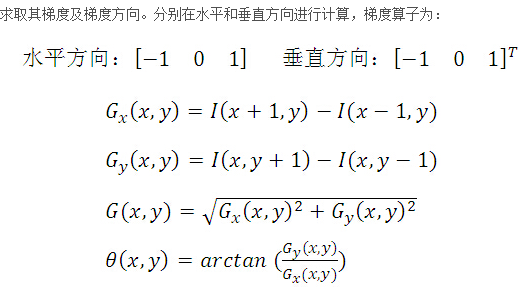 求取其梯度及梯度方向。分别在水平和垂直方向进行计算，梯度算子为：
水平方向：[−1 0 1] 垂直方向：[−1 0 1]^T
G_x(x, y) = I(x + 1, y) − I(x − 1, y)
G_y(x, y) = I(x, y + 1) − I(x, y − 1)
G(x, y) = √(G_x(x, y)^2 + G_y(x, y)^2)
θ(x, y) = arctan (G_y(x,y)/G_x(x,y))